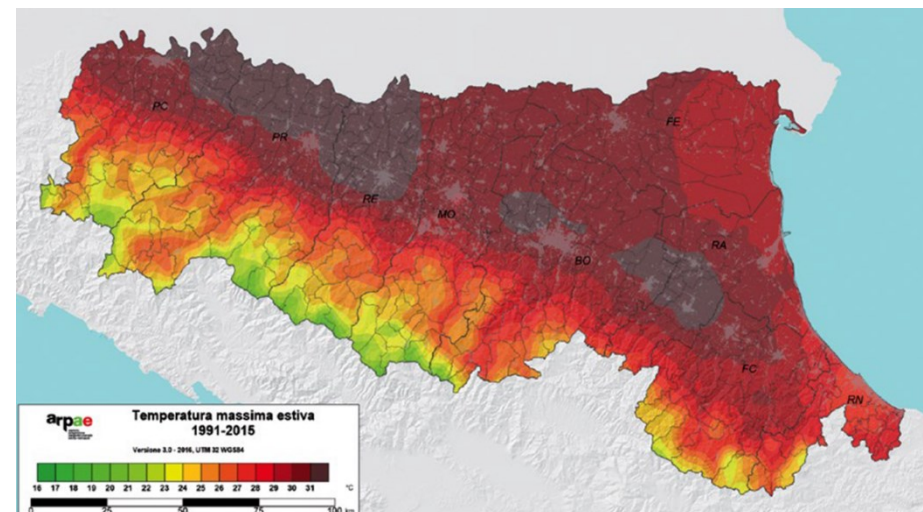 PC
PR
RE
MO
FE
BO
RA
FC
RN
arpae
Temperatura massima estiva
1991-2015
Versione 3.0 - 2016, UTM 32 WGS84
16 17 18 19 20 21 22 23 24 25 26 27 28 29 30 31 °C
0 25 50 75 100 km